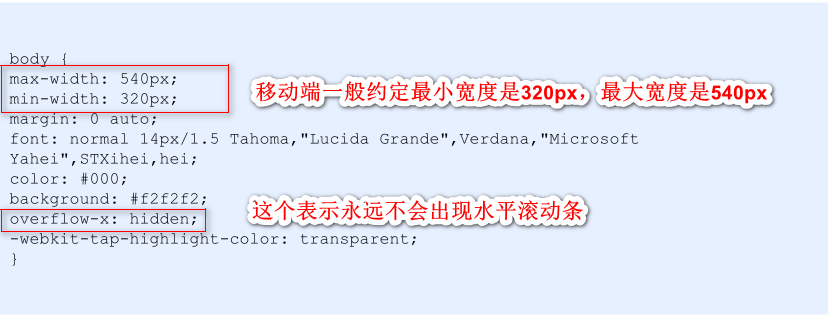 body {
max-width: 540px;
min-width: 320px;
移动端一般约定最小宽度是320px，最大宽度是540px
margin: 0 auto;
font: normal 14px/1.5 Tahoma,"Lucida Grande",Verdana,"Microsoft
Yahei",STXihei,hei;
color: #000;
background: #f2f2f2;
overflow-x: hidden;
这个表示永远不会出现水平滚动条
-webkit-tap-highlight-color: transparent;
}